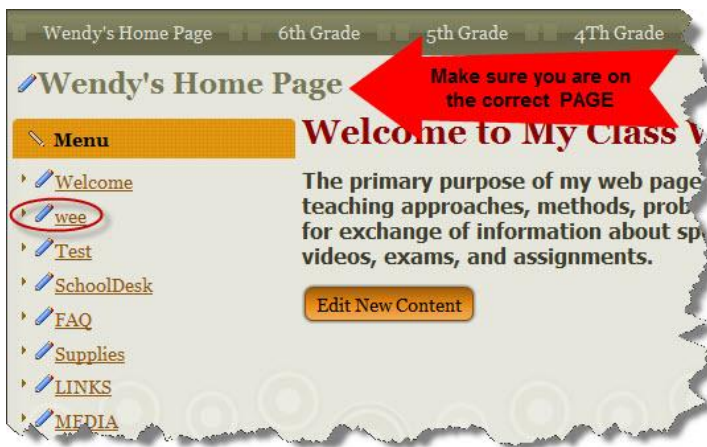 Wendy's Home Page 6th Grade 5th Grade 4Th Grade
Wendy's Home Page
Make sure you are on
the correct PAGE
Menu
Welcome
wee
Test
SchoolDesk
FAQ
Supplies
LINKS
MEDIA
Welcome to My Class
The primary purpose of my web page
teaching approaches, methods,
for exchange of information about
videos, exams, and assignments.
Edit New Content